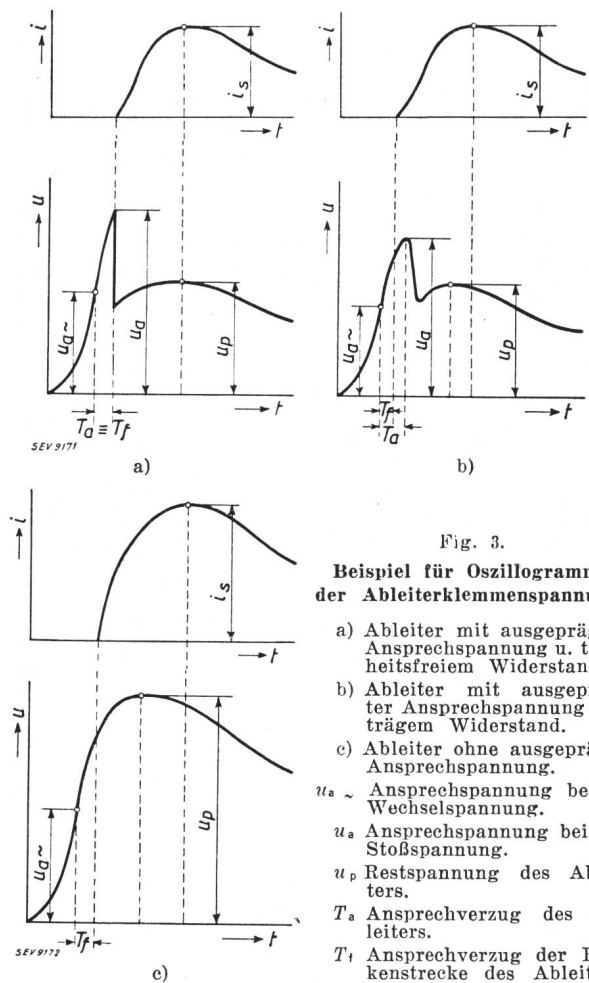 i
i_s
t
i
i_s
t
u
u_a~
u_a
u_p
t
T_a ≡ T_f
SEV 9171
a)
u
u_a~
u_a
u_p
t
T_f
T_a
b)
i
i_s
t
u
u_a~
u_p
t
T_f
SEV 9172
c)
Fig. 3.
Beispiel für Oszillogramm
der Ableiterklemmenspannu
a) Ableiter mit ausgepräg
Ansprechspannung u. t
heitsfreiem Widerstan
b) Ableiter mit ausgepr
ter Ansprechspannung
trägem Widerstand.
c) Ableiter ohne ausgeprä
Ansprechspannung.
u_a ~ Ansprechspannung be
Wechselspannung.
u_a Ansprechspannung bei
Stoßspannung.
u_p Restspannung des Ab
ters.
T_a Ansprechverzug des
leiters.
T_f Ansprechverzug der F
kenstrecke des Ableit